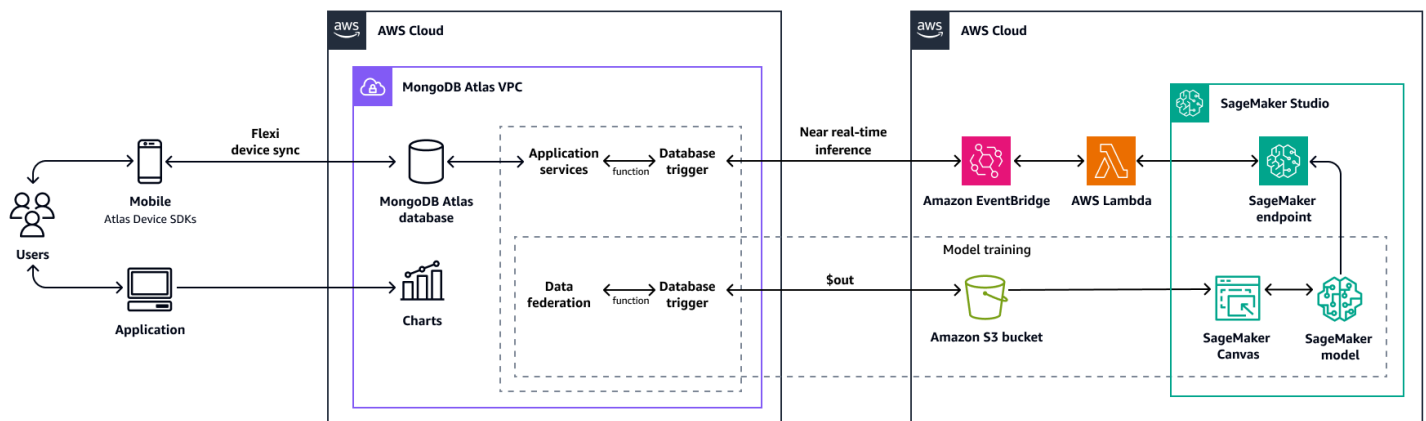 aws
AWS Cloud
aws
AWS Cloud
MongoDB Atlas VPC
SageMaker Studio
Flexi
device sync
Near real-time
inference
Application
services
function
Database
trigger
Mobile
Atlas Device SDKs
MongoDB Atlas
database
Amazon EventBridge
AWS Lambda
SageMaker
endpoint
Users
Model training
Data
federation
function
Database
trigger
$out
Application
Charts
Amazon S3 bucket
SageMaker
Canvas
SageMaker
model